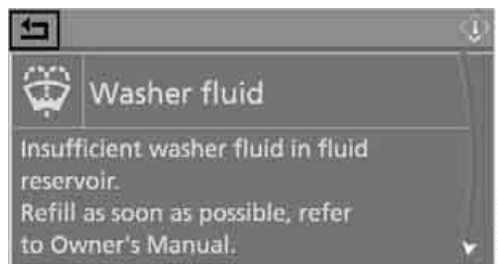 Washer fluid
Insufficient washer fluid in fluid
reservoir.
Refill as soon as possible, refer
to Owner's Manual.